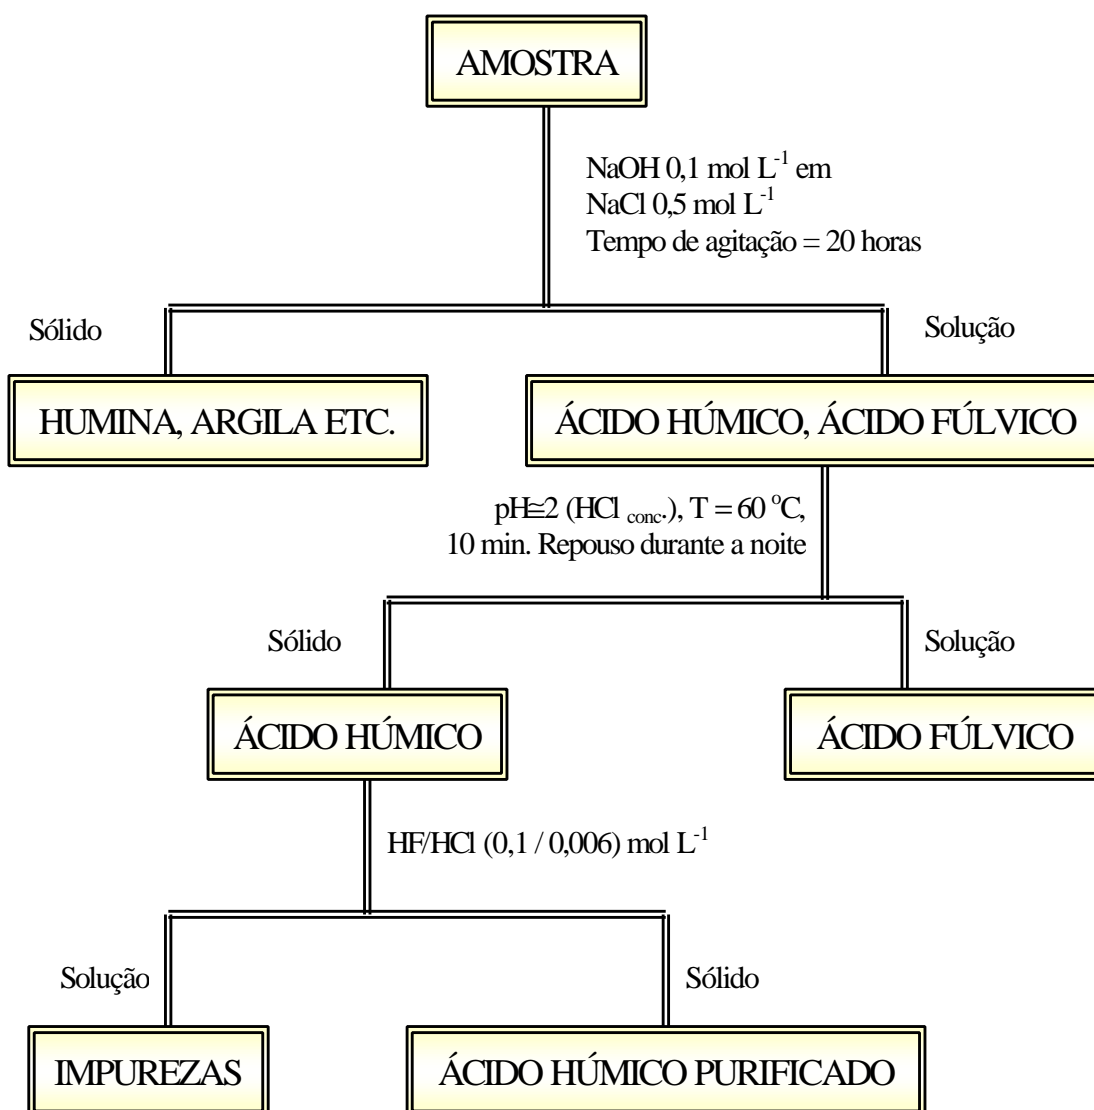 AMOSTRA
NaOH 0,1 mol L⁻¹ em
NaCl 0,5 mol L⁻¹
Tempo de agitação = 20 horas
Sólido
Solução
HUMINA, ARGILA ETC.
ÁCIDO HÚMICO, ÁCIDO FÚLVICO
pH≅2 (HCl conc.), T = 60 ºC,
10 min. Repouso durante a noite
Sólido
Solução
ÁCIDO HÚMICO
ÁCIDO FÚLVICO
HF/HCl (0,1 / 0,006) mol L⁻¹
Solução
Sólido
IMPUREZAS
ÁCIDO HÚMICO PURIFICADO